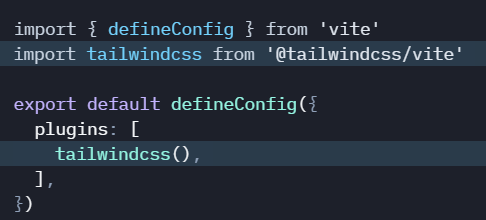 import { defineConfig } from 'vite'
import tailwindcss from '@tailwindcss/vite'
export default defineConfig({
  plugins: [
    tailwindcss(),
  ],
})